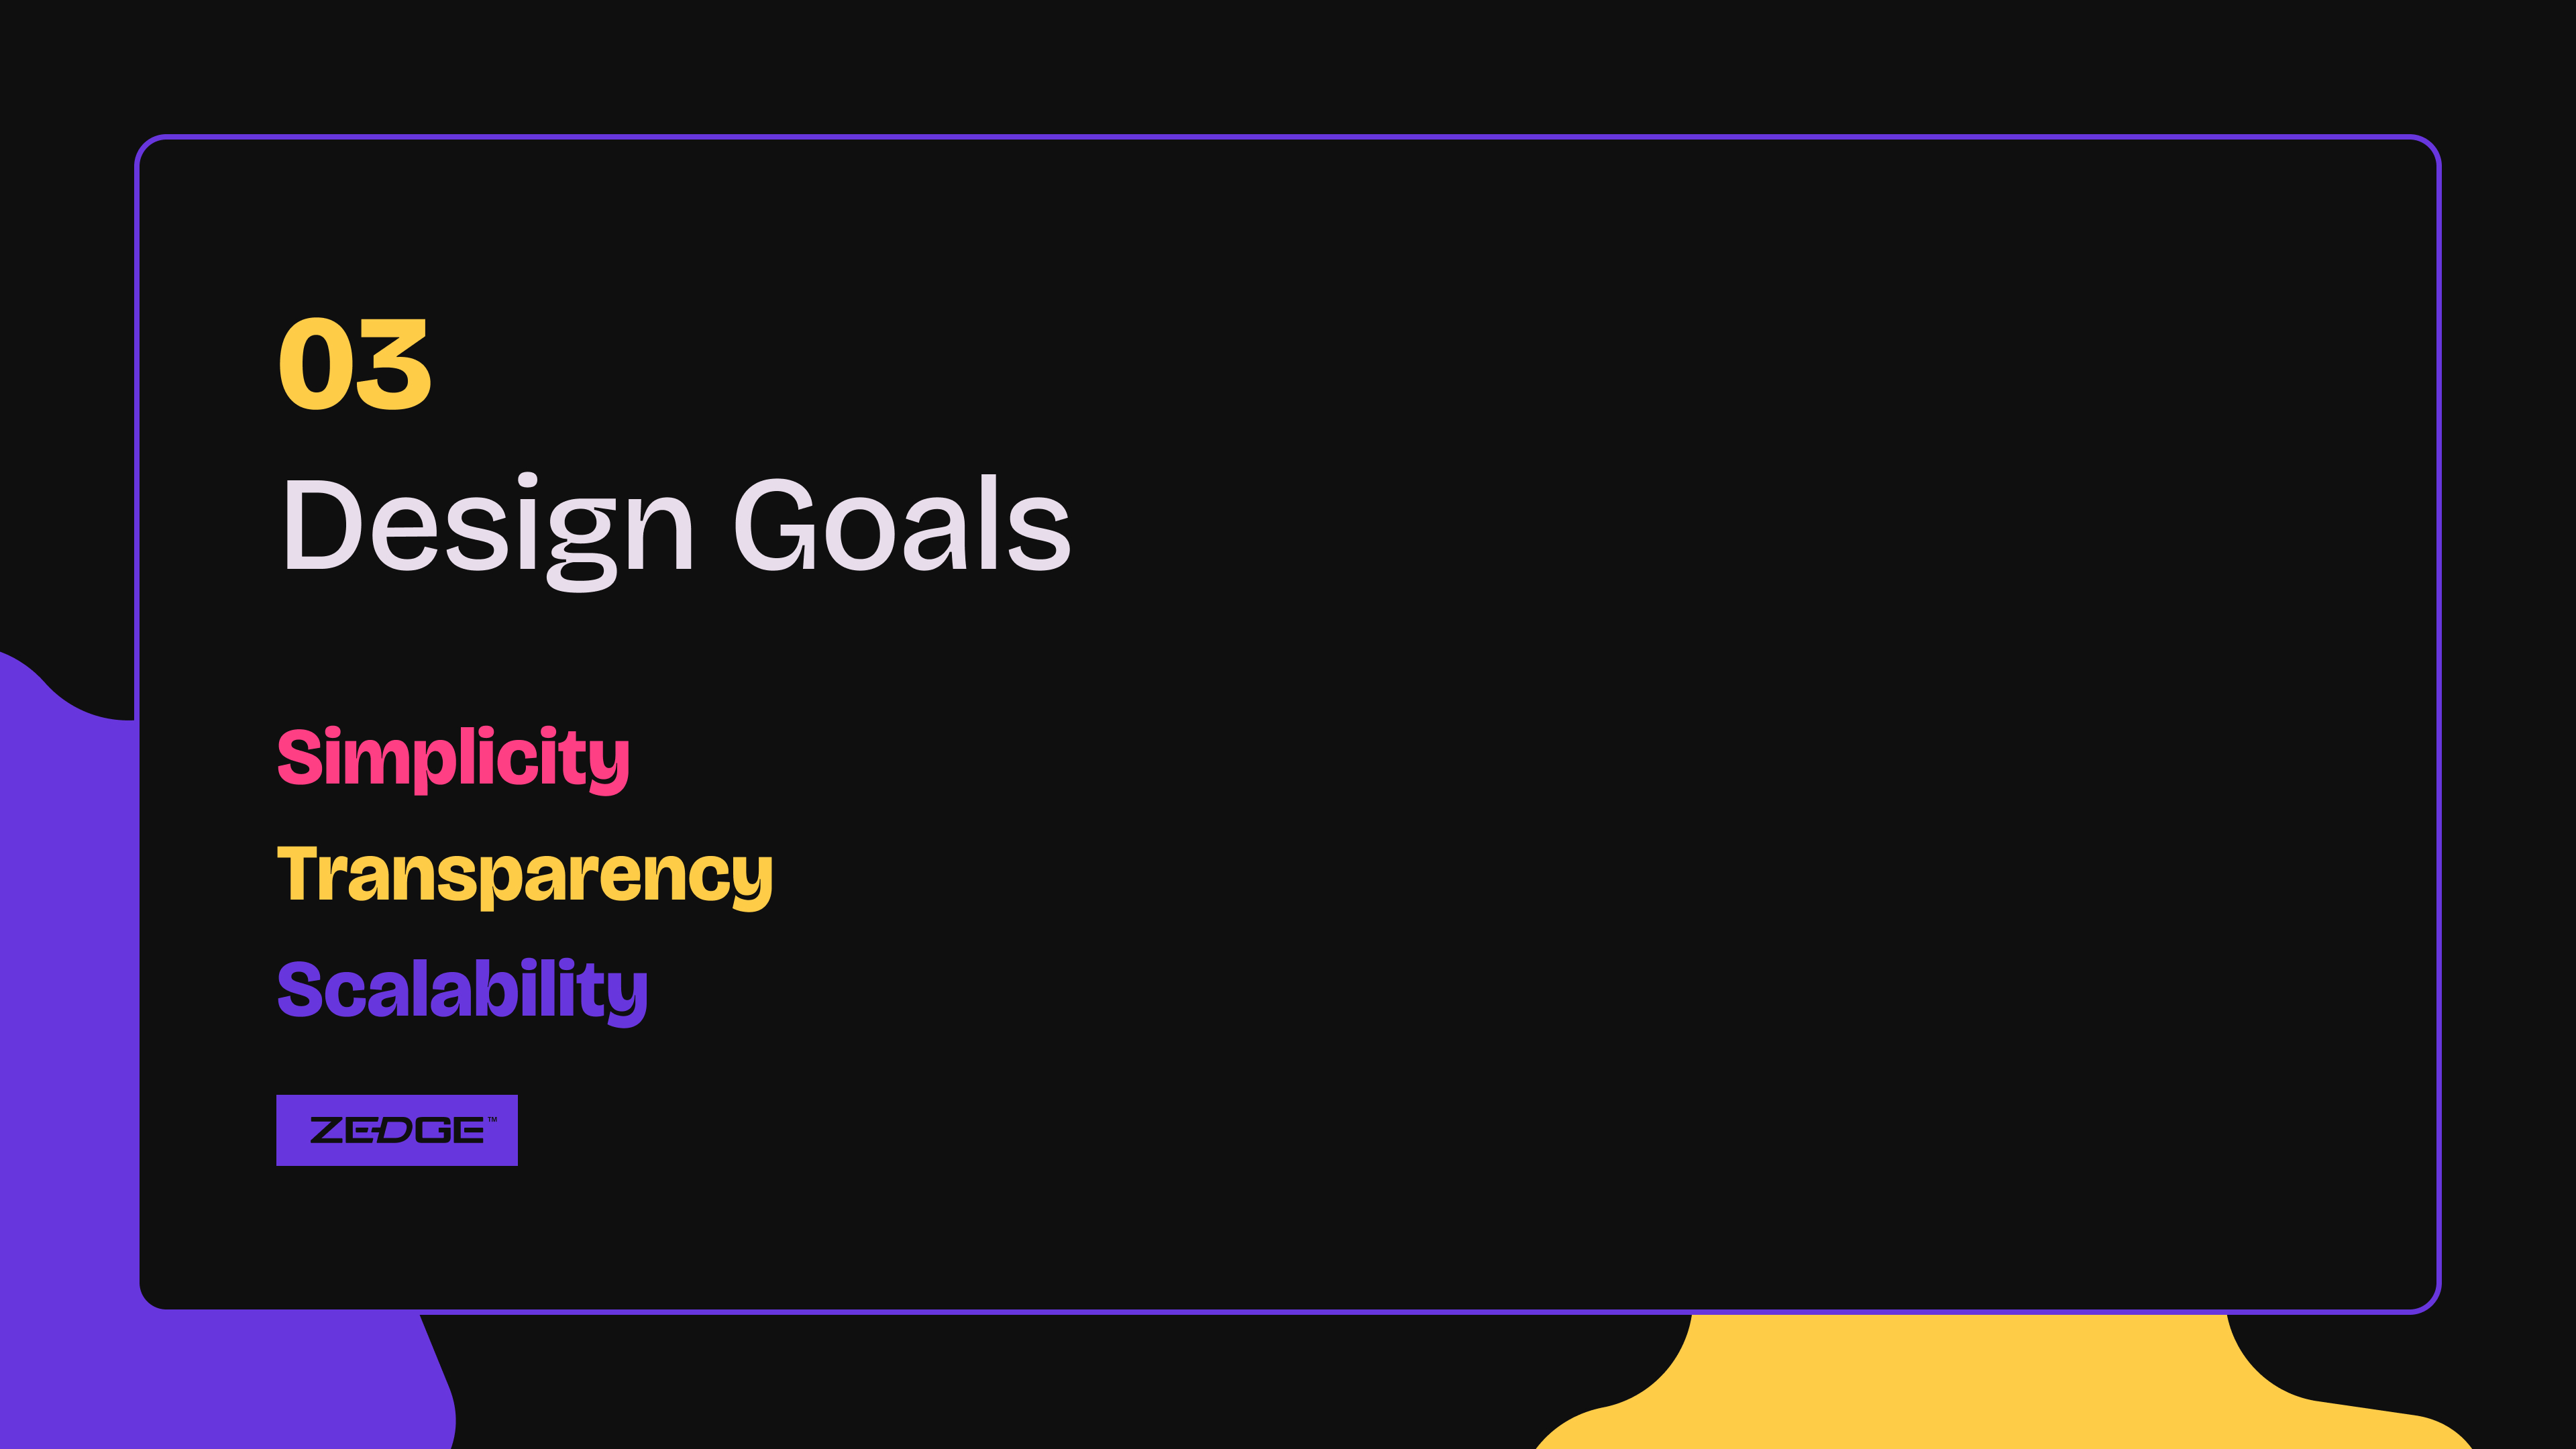 03
Design Goals
Simplicity
Transparency
Scalability
ZEDGE™